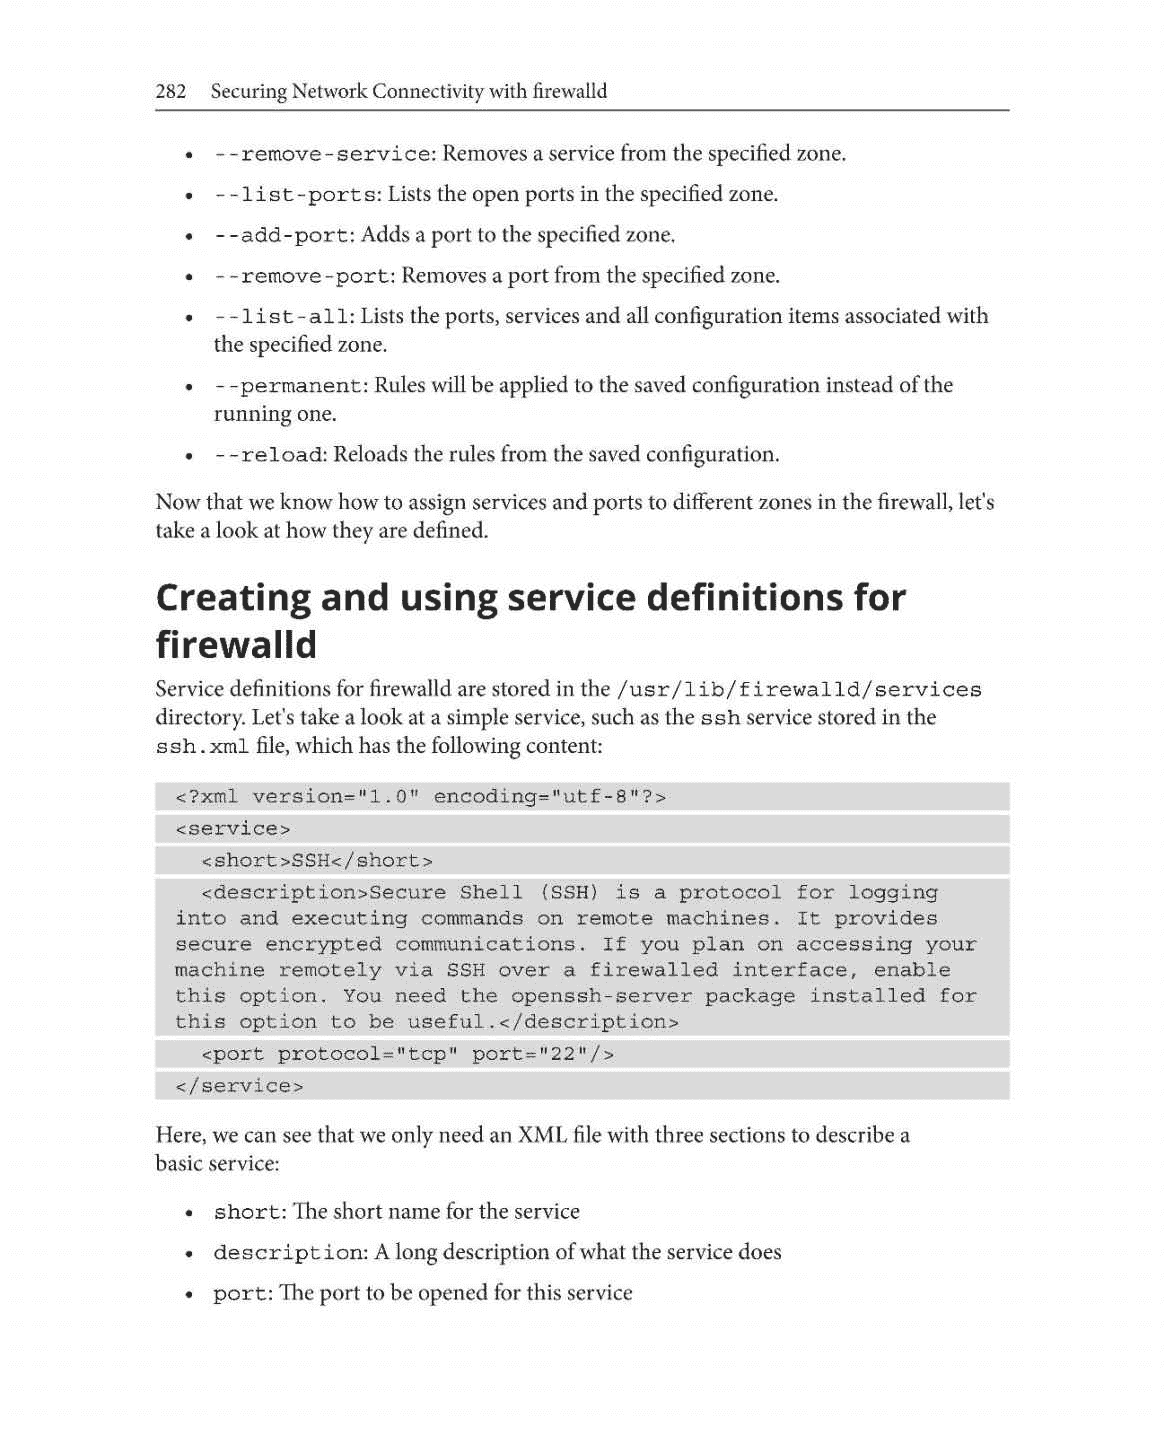 282 Securing Network Connectivity with firewalld
• --remove-service: Removes a service from the specified zone.
• --list-ports: Lists the open ports in the specified zone.
• --add-port: Adds a port to the specified zone.
• --remove-port: Removes a port from the specified zone.
• --list-all: Lists the ports, services and all configuration items associated with
the specified zone.
• --permanent: Rules will be applied to the saved configuration instead of the
running one.
• --reload: Reloads the rules from the saved configuration.
Now that we know how to assign services and ports to different zones in the firewall, let's
take a look at how they are defined.
Creating and using service definitions for
firewalld
Service definitions for firewalld are stored in the /usr/lib/firewalld/services
directory. Let's take a look at a simple service, such as the ssh service stored in the
ssh.xml file, which has the following content:
<?xml version="1.0" encoding="utf-8"?>
<service>
<short>SSH</short>
<description>Secure Shell (SSH) is a protocol for logging
into and executing commands on remote machines. It provides
secure encrypted communications. If you plan on accessing your
machine remotely via SSH over a firewalled interface, enable
this option. You need the openssh-server package installed for
this option to be useful.</description>
<port protocol="tcp" port="22"/>
</service>
Here, we can see that we only need an XML file with three sections to describe a
basic service:
• short: The short name for the service
• description: A long description of what the service does
• port: The port to be opened for this service